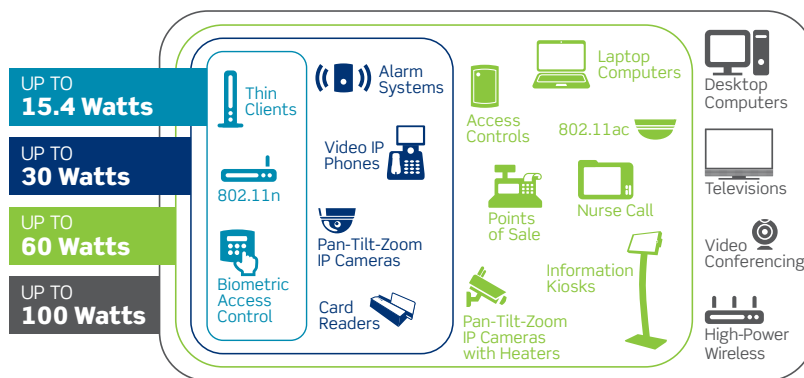 UP TO
15.4 Watts
UP TO
30 Watts
UP TO
60 Watts
UP TO
100 Watts
Thin
Clients
802.11n
Biometric
Access
Control
Alarm
Systems
Video IP
Phones
Pan-Tilt-Zoom
IP Cameras
Card
Readers
Laptop
Computers
Access
Controls
802.11ac
Points
of Sale
Nurse Call
Information
Kiosks
Pan-Tilt-Zoom
IP Cameras
with Heaters
Desktop
Computers
Televisions
Video
Conferencing
High-Power
Wireless